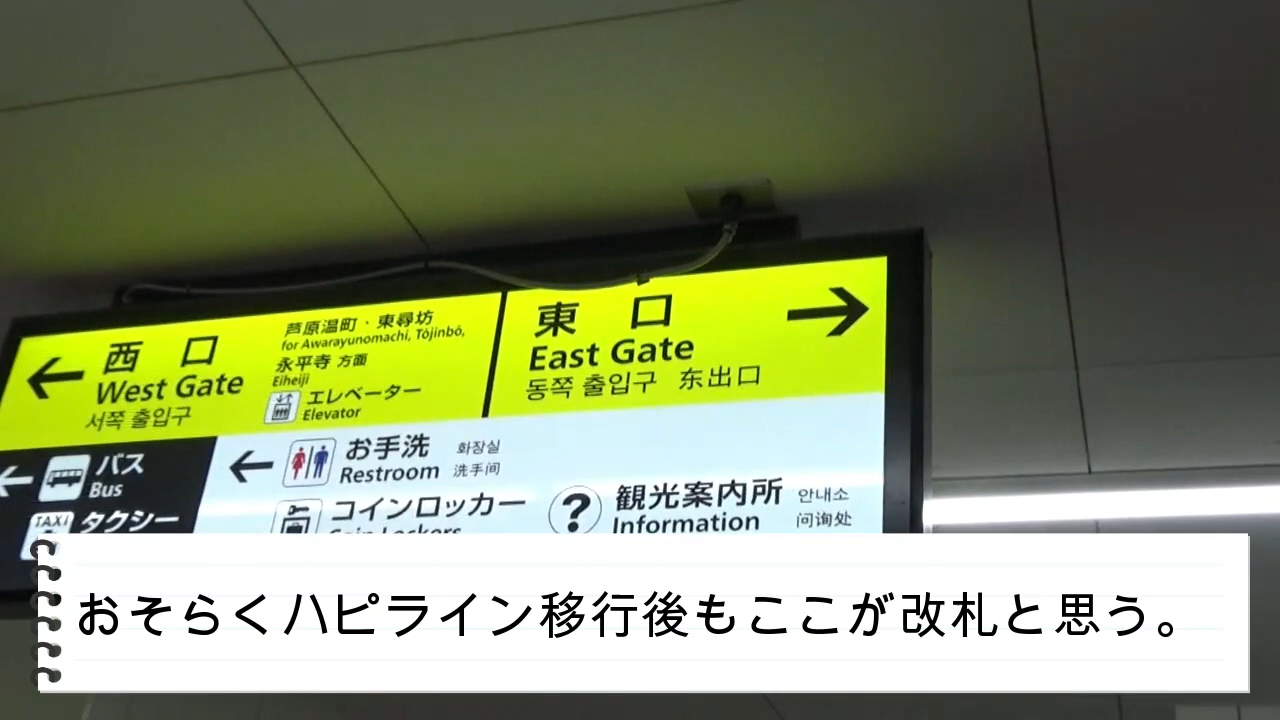 西 口
West Gate
서쪽 출입구
芦原温町・東尋坊
for Awarayunomachi, Tōjinbō,
永平寺 方面
Eiheiji
エレベーター
Elevator
東 口
East Gate
동쪽 출입구 东出口
バス
Bus
TAXI タクシー
お手洗 화장실
Restroom 洗手间
コインロッカー
Coin Lockers
? 観光案内所 안내소
Information 问询处
おそらくハピライン移行後もここが改札と思う。